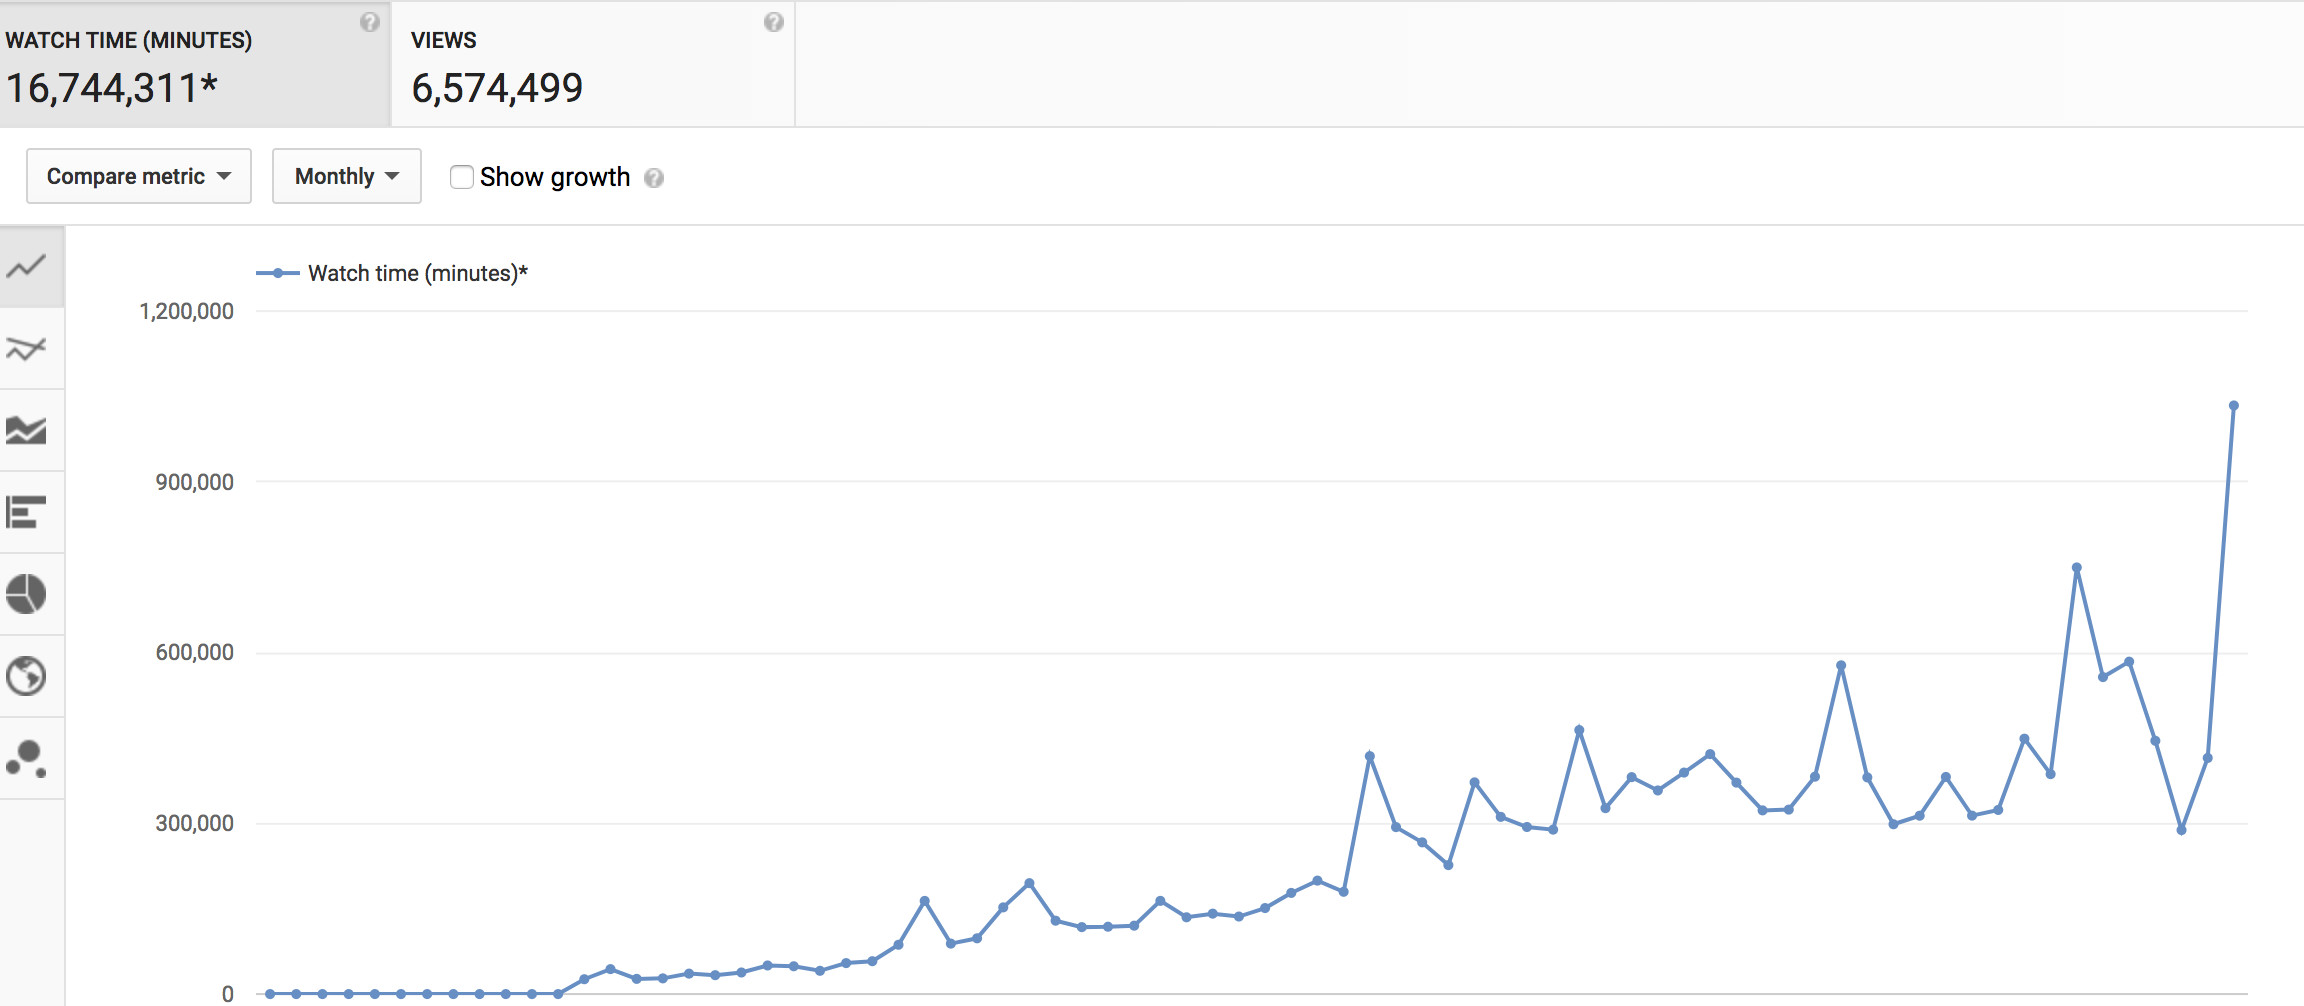 WATCH TIME (MINUTES) ?
16,744,311*
VIEWS ?
6,574,499
Compare metric Monthly Show growth ?
Watch time (minutes)*
1,200,000
900,000
600,000
300,000
0